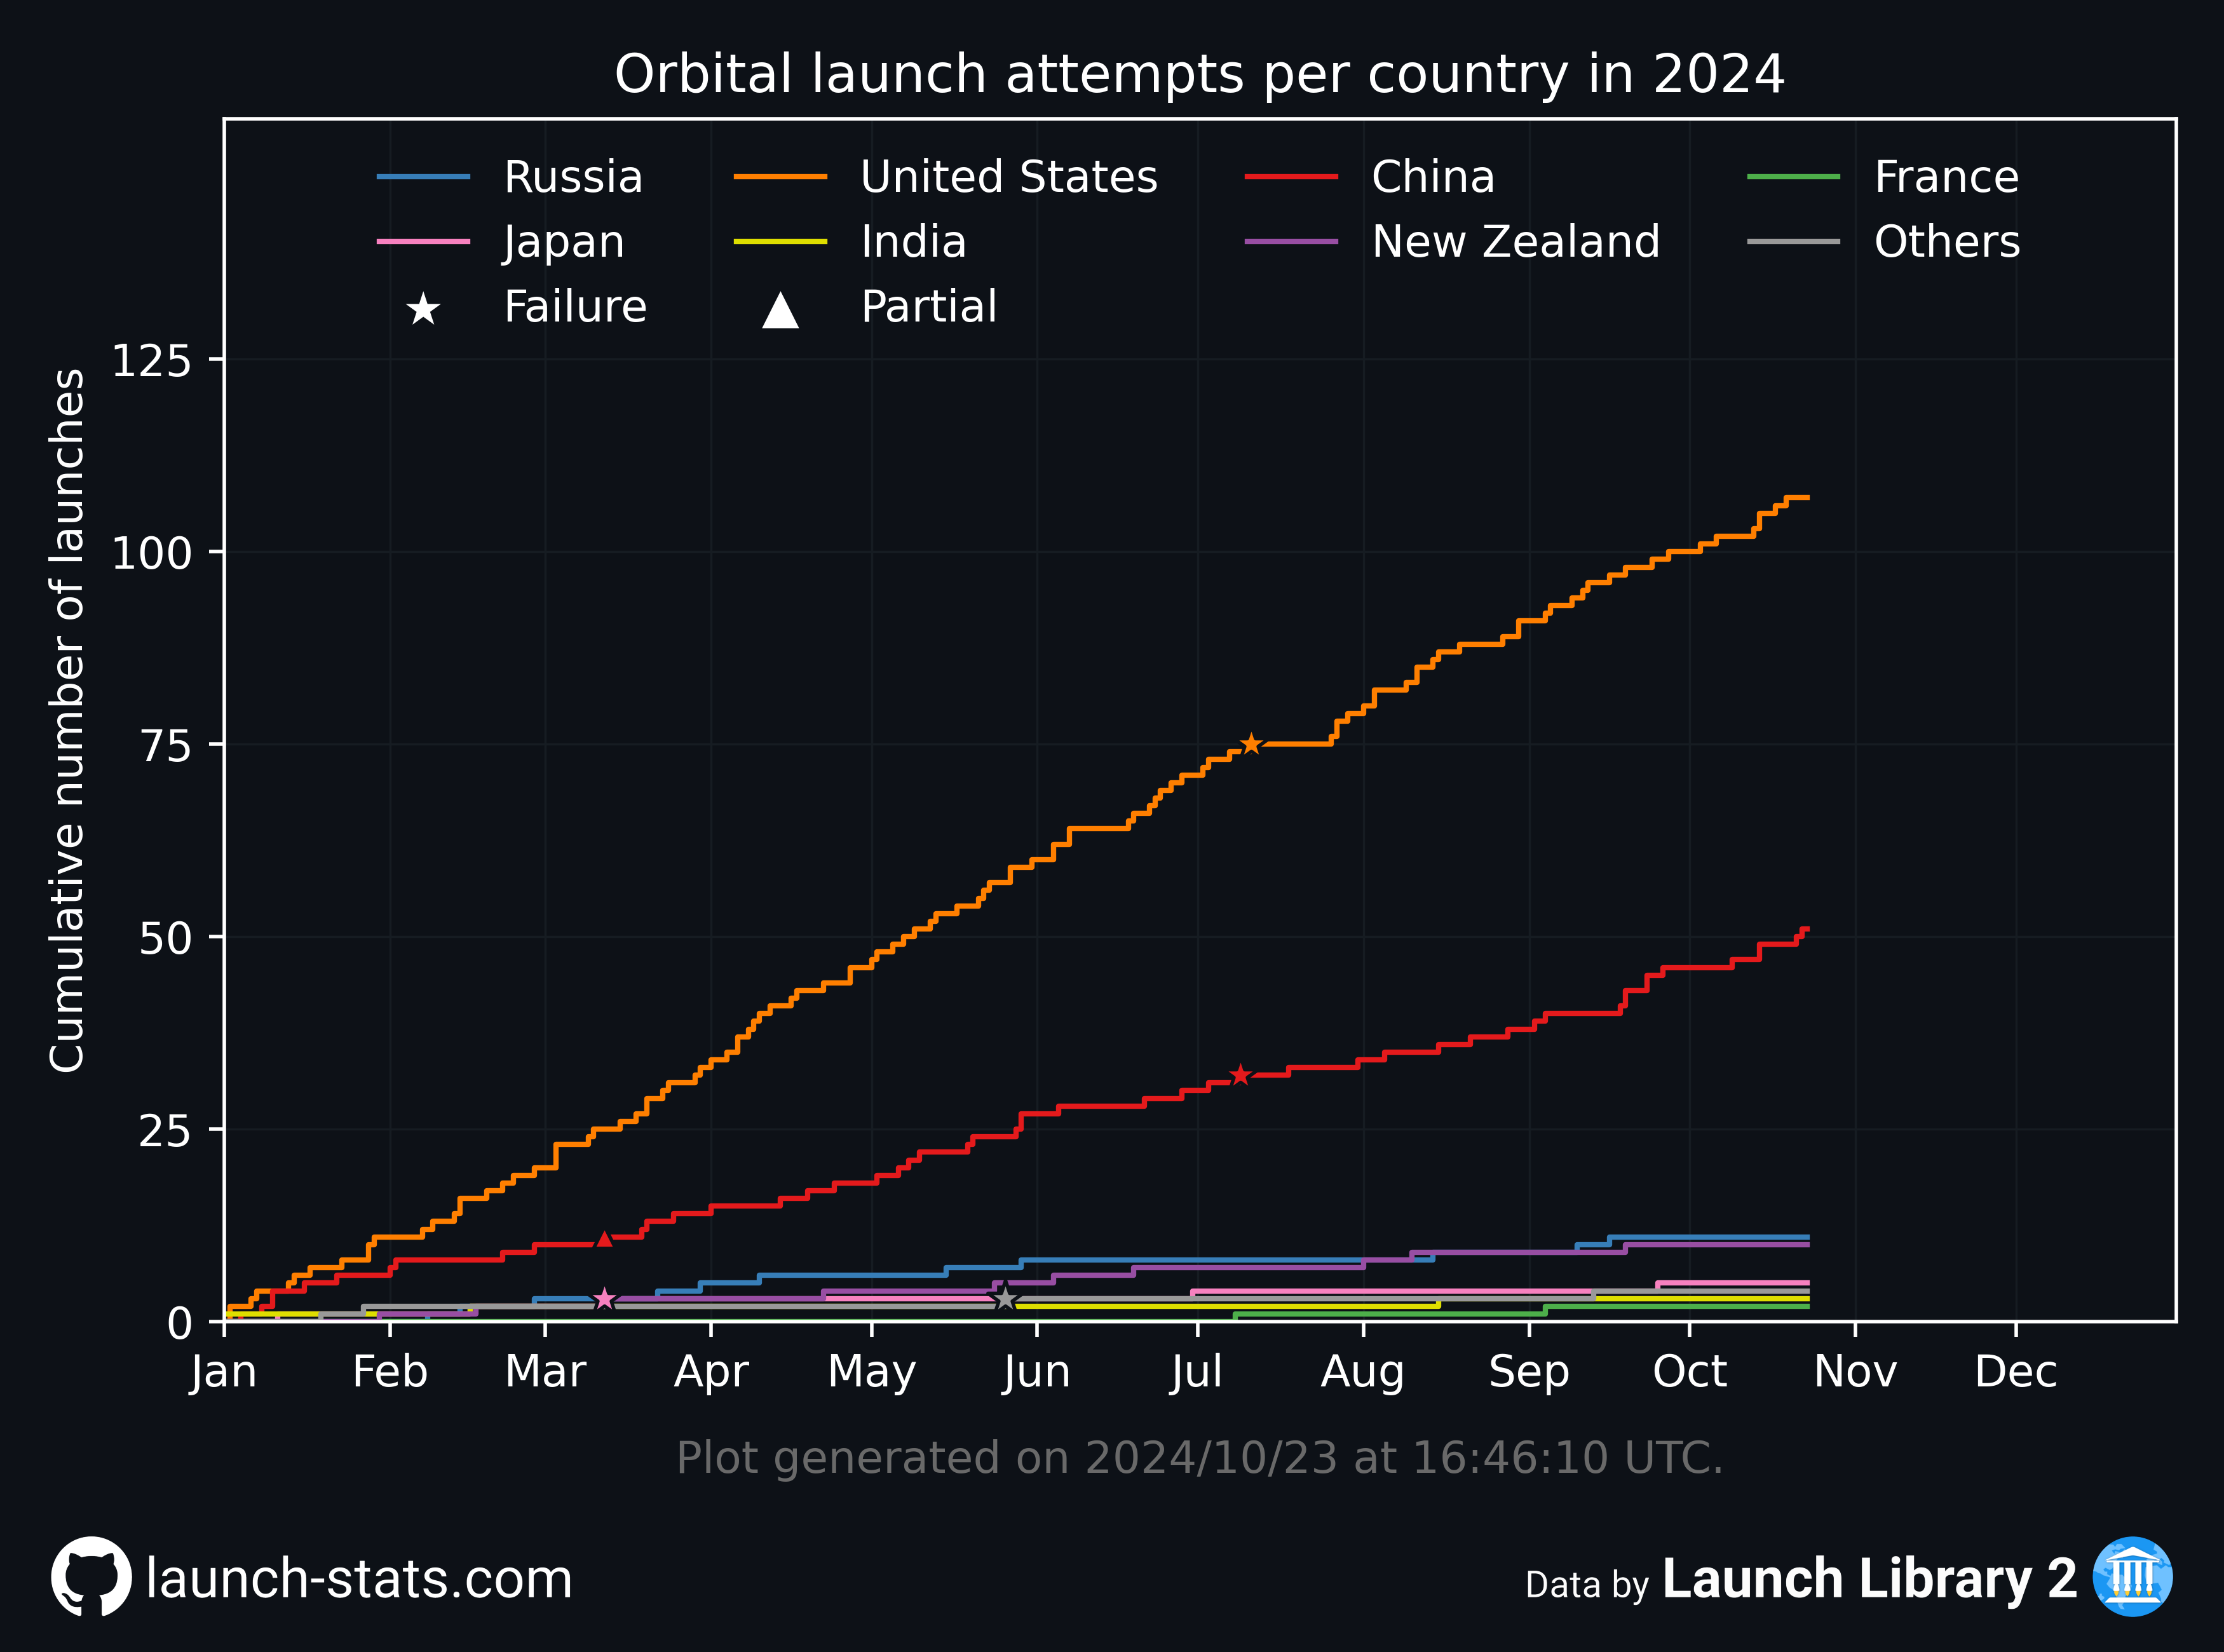 Orbital launch attempts per country in 2024
Russia United States China France
Japan India New Zealand Others
Failure Partial
Cumulative number of launches
125
100
75
50
25
0
Jan Feb Mar Apr May Jun Jul Aug Sep Oct Nov Dec
Plot generated on 2024/10/23 at 16:46:10 UTC.
launch-stats.com
Data by Launch Library 2